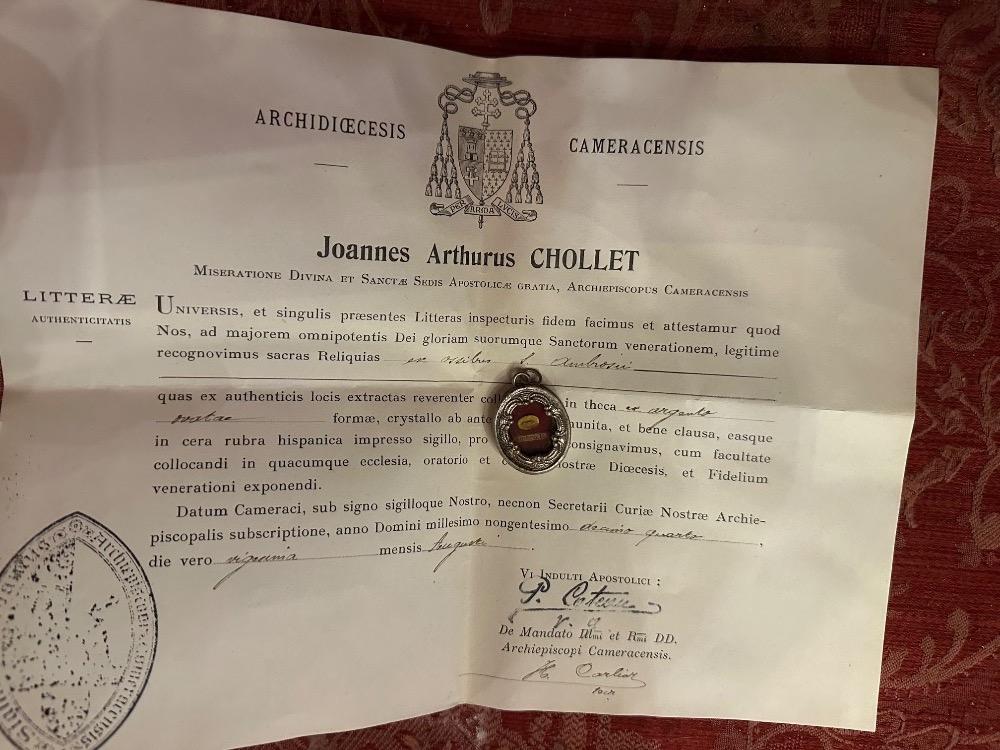 ARCHIDIŒCESIS CAMERACENSIS
PER ARMA LVCIS
Joannes Arthurus CHOLLET
MISERATIONE DIVINA ET SANCTÆ SEDIS APOSTOLICÆ GRATIA, ARCHIEPISCOPUS CAMERACENSIS
LITTERÆ
AUTHENTICITATIS
UNIVERSIS, et singulis præsentes Litteras inspecturis fidem facimus et attestamur quod
Nos, ad majorem omnipotentis Dei gloriam suorumque Sanctorum venerationem, legitime
recognovimus sacras Reliquias ex ossibus S. Ambrosii
quas ex authenticis locis extractas reverenter in theca ex argento
ovatae formæ, crystallo ab ante munita, et bene clausa, easque
in cera rubra hispanica impresso sigillo, pro consignavimus, cum facultate
collocandi in quacumque ecclesia, oratorio et nostræ Diœcesis, et Fidelium
venerationi exponendi.
Datum Cameraci, sub signo sigilloque Nostro, necnon Secretarii Curiæ Nostræ Archie-
piscopalis subscriptione, anno Domini millesimo nongentesimo decimo quarto,
die vero vigesima mensis Augusti.
VI INDULTI APOSTOLICI :
v. g.
De Mandato Illmi et Rmi DD.
Archiepiscopi Cameracensis.
H. Carlier